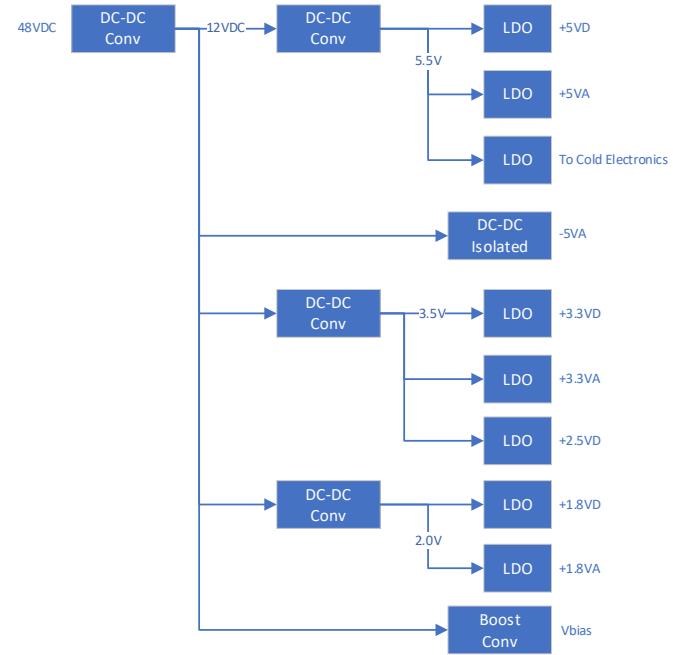 48VDC
DC-DC
Conv
12VDC
DC-DC
Conv
5.5V
LDO
+5VD
LDO
+5VA
LDO
To Cold Electronics
DC-DC
Isolated
-5VA
DC-DC
Conv
3.5V
LDO
+3.3VD
LDO
+3.3VA
LDO
+2.5VD
DC-DC
Conv
2.0V
LDO
+1.8VD
LDO
+1.8VA
Boost
Conv
Vbias